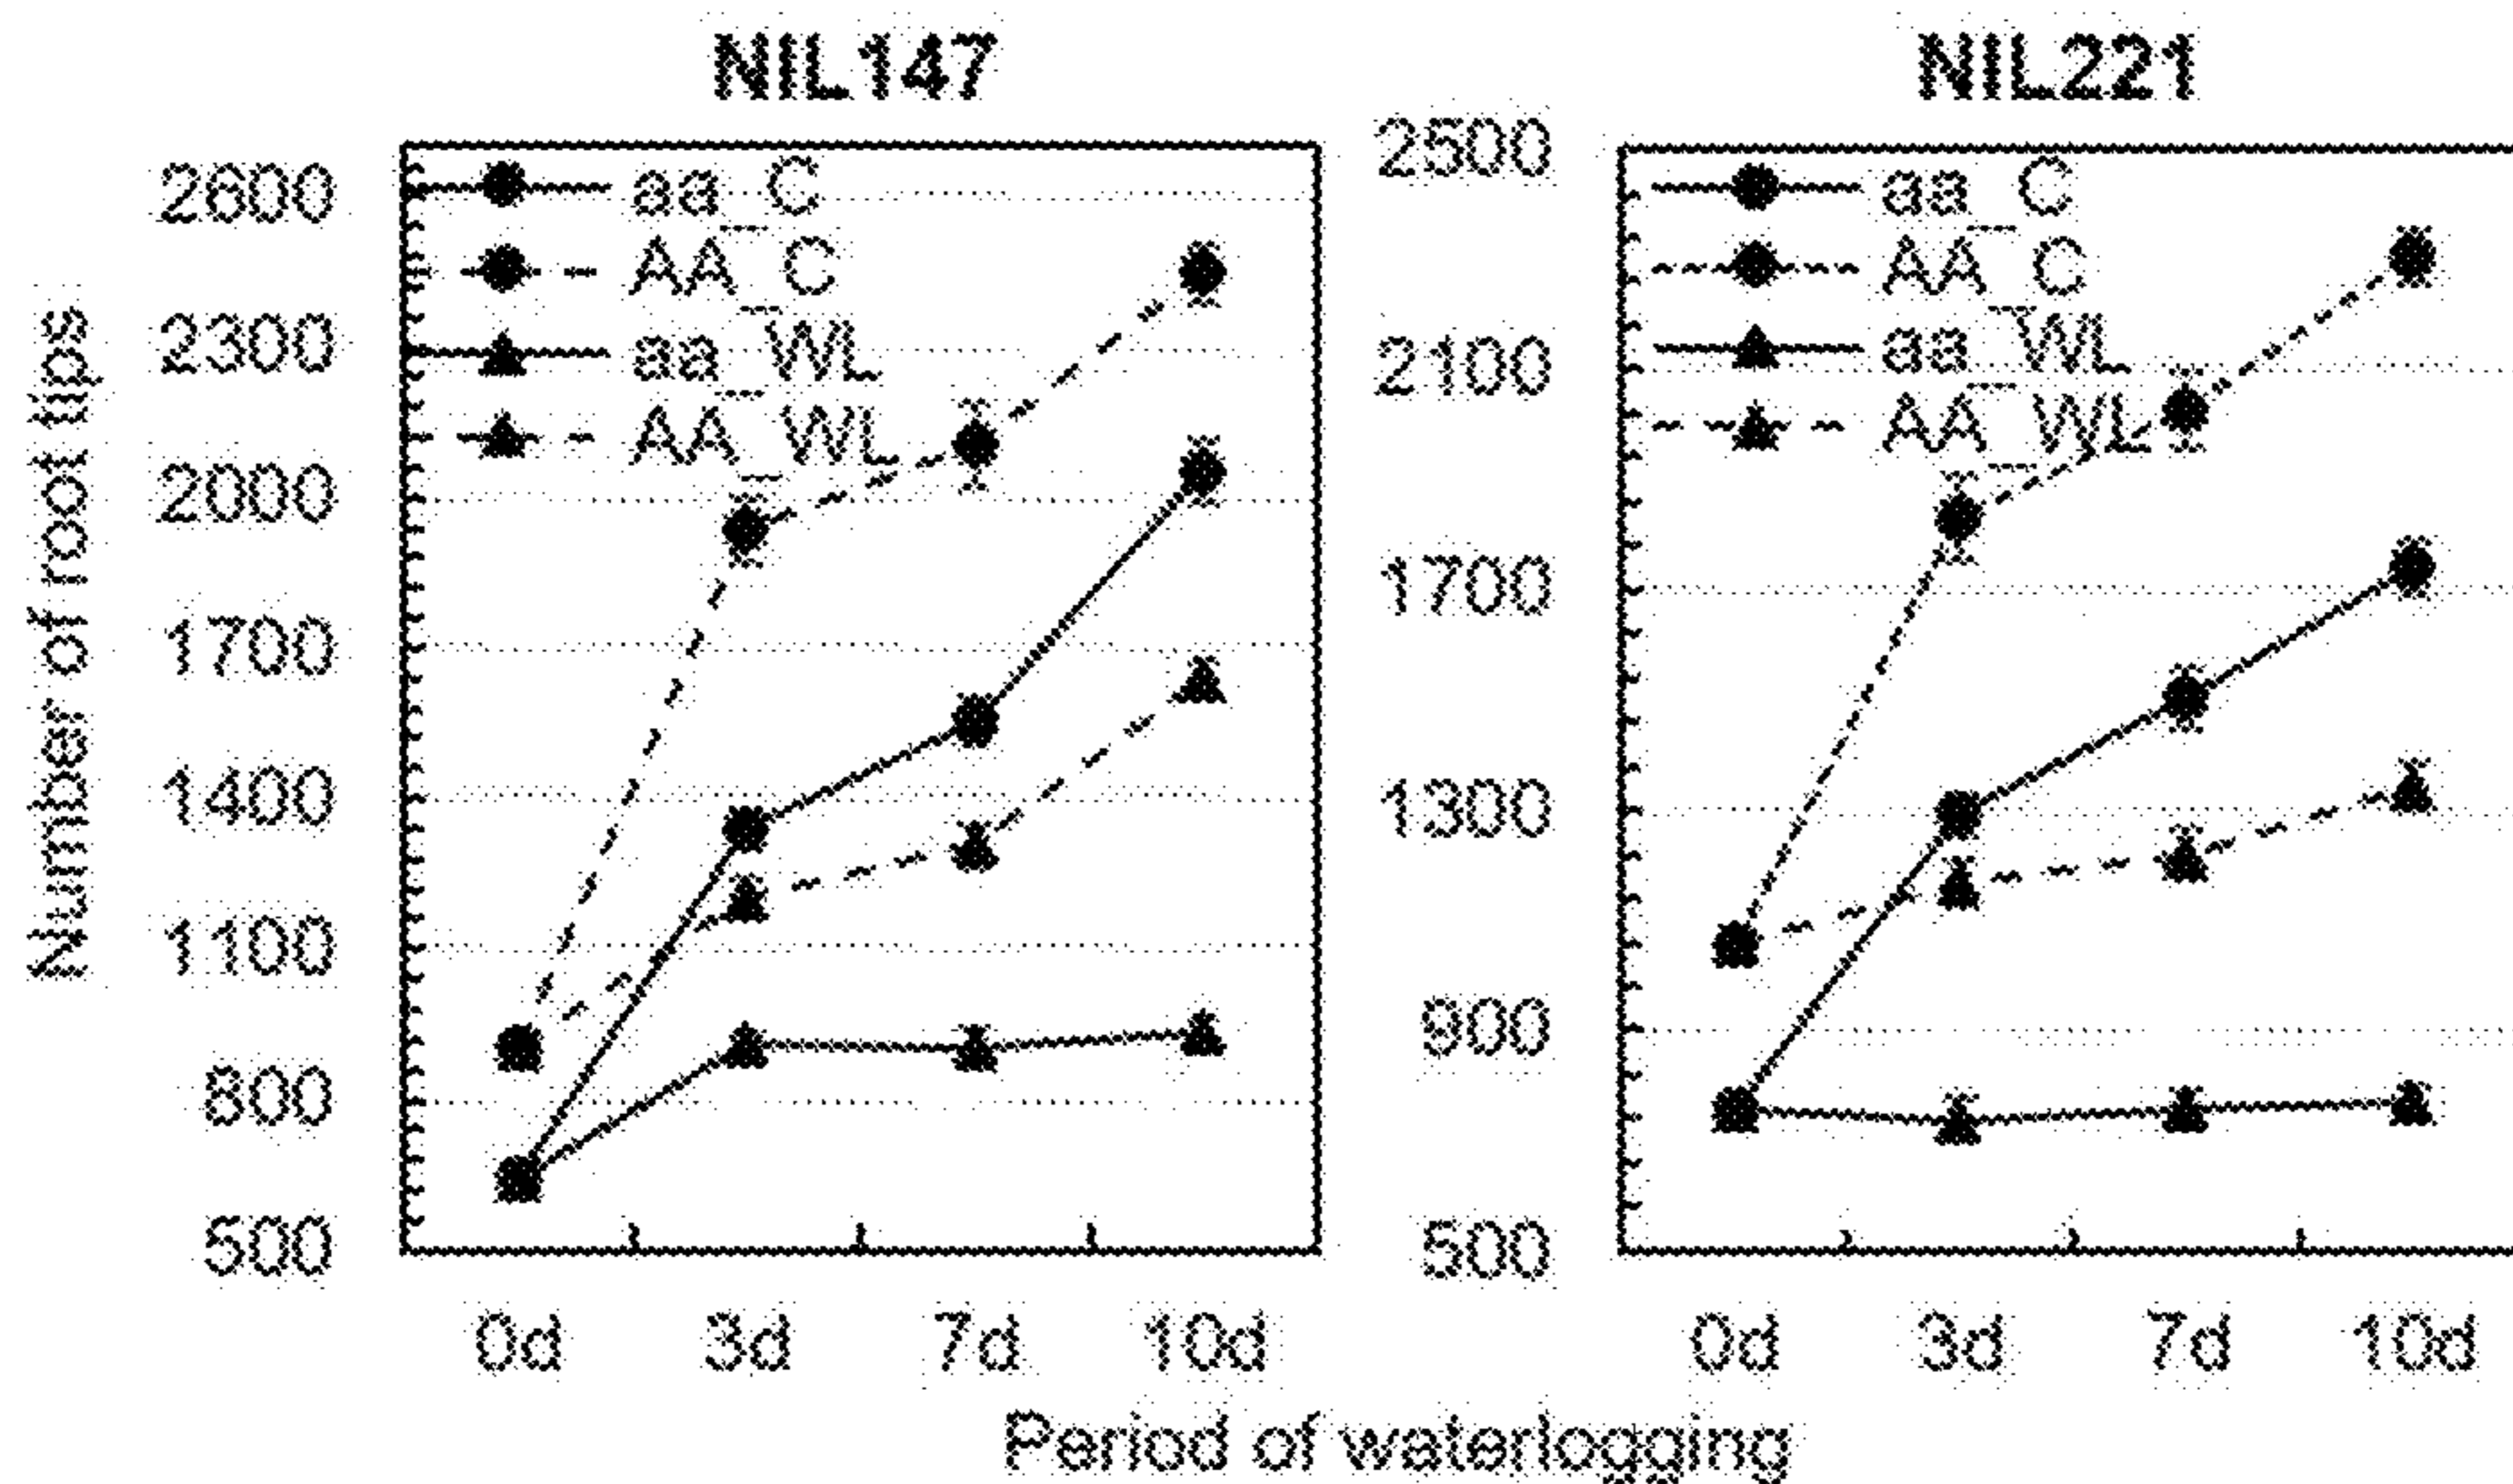 NIL147
NIL221
Number of root tips
2600
2300
2000
1700
1400
1100
800
500
aa_C
AA_C
aa_WL
AA_WL
0d 3d 7d 10d
2500
2100
1700
1300
900
500
aa_C
AA_C
aa_WL
AA_WL
0d 3d 7d 10d
Period of waterlogging